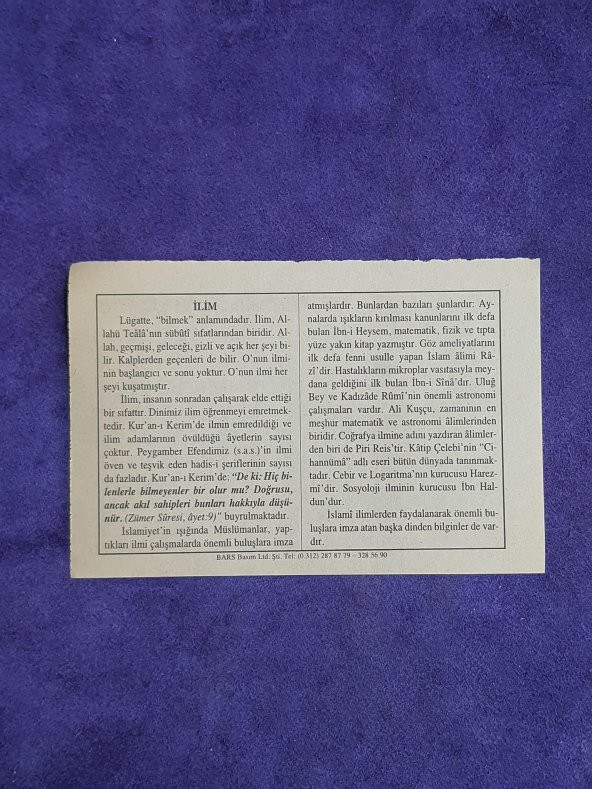 İLİM
Lûgatte, "bilmek" anlamındadır. İlim, Al-
lahü Teâlâ'nın sübûtî sıfatlarından biridir. Al-
lah, geçmişi, geleceği, gizli ve açık her şeyi bi-
lir. Kalplerden geçenleri de bilir. O'nun ilmi-
nin başlangıcı ve sonu yoktur. O'nun ilmi her
şeyi kuşatmıştır.
İlim, insanın sonradan çalışarak elde ettiği
bir sıfattır. Dinimiz ilim öğrenmeyi emretmek-
tedir. Kur'an-ı Kerim'de ilmin emredildiği ve
ilim adamlarının övüldüğü âyetlerin sayısı
çoktur. Peygamber Efendimiz (s.a.s.)'in ilmi
öven ve teşvik eden hadis-i şeriflerinin sayısı
da fazladır. Kur'an-ı Kerim'de; "De ki: Hiç bi-
lenlerle bilmeyenler bir olur mu? Doğrusu,
ancak akıl sahipleri bunları hakkıyla düşü-
nür. (Zümer Sûresi, âyet:9)" buyrulmaktadır.
İslamiyet'in ışığında Müslümanlar, yap-
tıkları ilmi çalışmalarda önemli buluşlara imza
atmışlardır. Bunlardan bazıları şunlardır: Ay-
nalarda ışıkların kırılması kanunlarını ilk defa
bulan İbn-i Heysem, matematik, fizik ve tıpta
yüze yakın kitap yazmıştır. Göz ameliyatlarını
ilk defa fenni usulle yapan İslam âlimi Râ-
zî'dir. Hastalıkların mikroplar vasıtasıyla mey-
dana geldiğini ilk bulan İbn-i Sînâ'dır. Uluğ
Bey ve Kadızâde Rûmî'nin önemli astronomi
çalışmaları vardır. Ali Kuşçu, zamanının en
meşhur matematik ve astronomi âlimlerinden
biridir. Coğrafya ilmine adını yazdıran âlimler-
den biri de Piri Reis'tir. Kâtip Çelebi'nin "Ci-
hannümâ" adlı eseri bütün dünyada tanınmak-
tadır. Cebir ve Logaritma'nın kurucusu Harez-
mî'dir. Sosyoloji ilminin kurucusu İbn Hal-
dun'dur.
İslamî ilimlerden faydalanarak önemli bu-
luşlara imza atan başka dinden bilginler de var-
dır.
BARS Basım Ltd. Şti. Tel: (0.312) 287 87 79 - 328 56 90